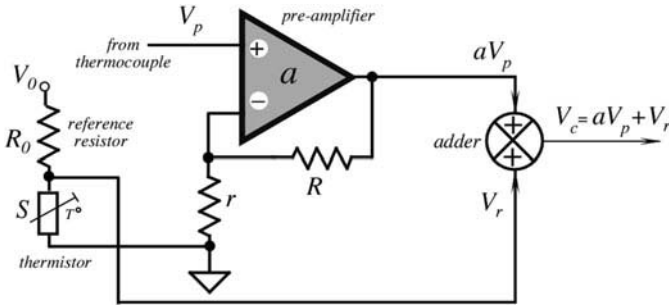 V_p
pre-amplifier
from
thermocouple
+
a
−
aV_p
V_0
R_0
reference
resistor
R
r
adder
+
+
V_c = aV_p + V_r
V_r
S
T°
thermistor